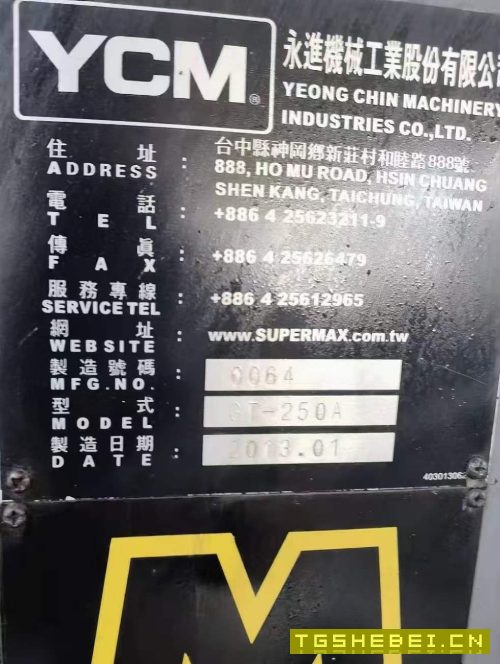 YCM®
永進機械工業股份有限公
YEONG CHIN MACHINERY
INDUSTRIES CO.,LTD.
住址: 台中縣神岡鄉新莊村和睦路888號
ADDRESS 888, HO MU ROAD, HSIN CHUANG
SHEN KANG, TAICHUNG, TAIWAN
電話: +886 4 25623211-9
TEL
傳眞: +886 4 25626479
FAX
服務專線: +886 4 25612965
SERVICE TEL
網址: www.SUPERMAX.com.tw
WEBSITE
製造號碼: 0064
MFG.NO.
型式: GT-250A
MODEL
製造日期: 2013.01
DATE
40301306
M
TGSHEBEI.CN